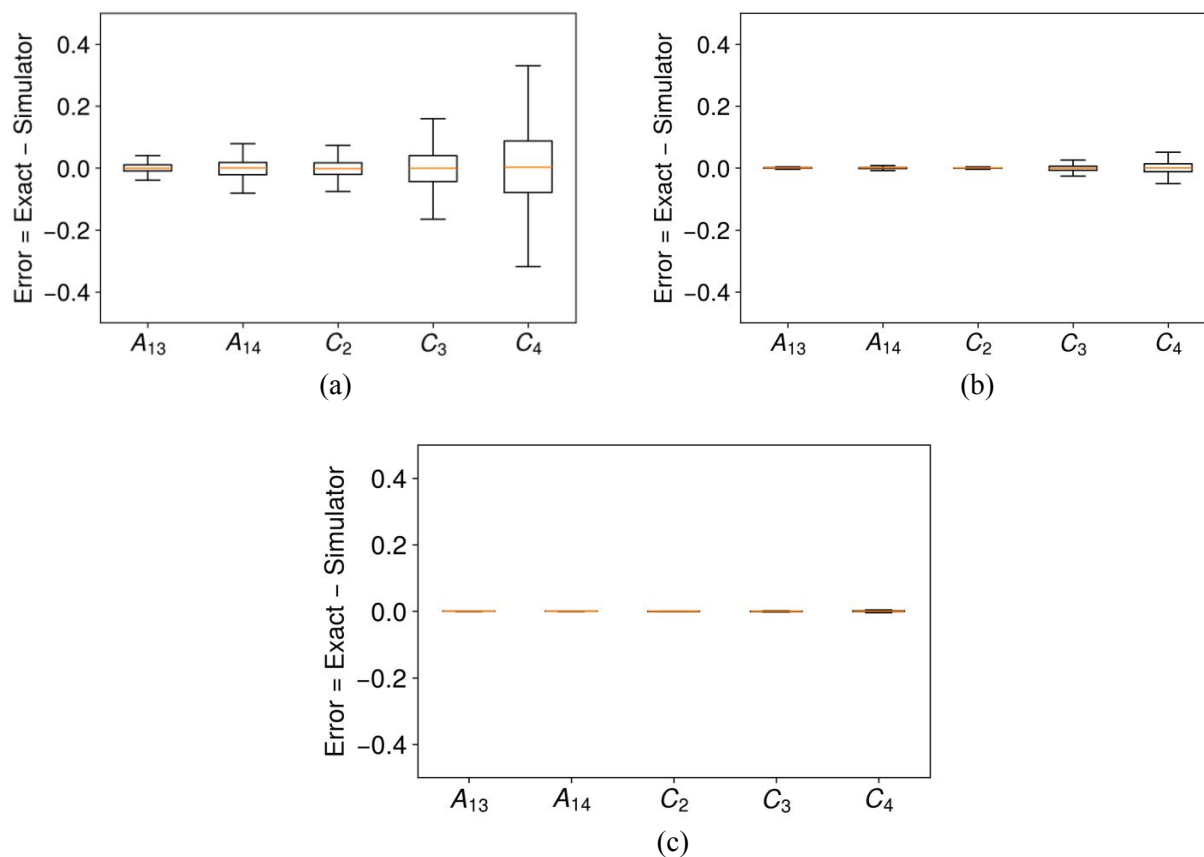 Error = Exact − Simulator
0.4
0.2
0.0
−0.2
−0.4
A₁₃ A₁₄ C₂ C₃ C₄
(a)
Error = Exact − Simulator
0.4
0.2
0.0
−0.2
−0.4
A₁₃ A₁₄ C₂ C₃ C₄
(b)
Error = Exact − Simulator
0.4
0.2
0.0
−0.2
−0.4
A₁₃ A₁₄ C₂ C₃ C₄
(c)